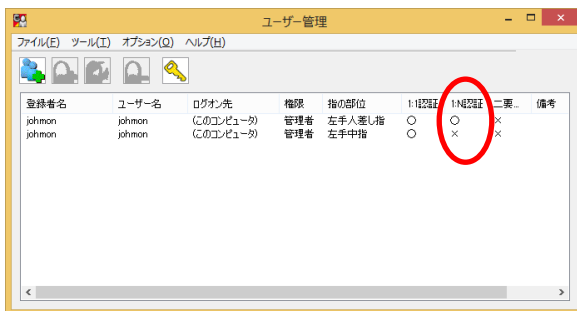 ユーザー管理
ファイル(F) ツール(T) オプション(O) ヘルプ(H)
登録者名 ユーザー名 ログオン先 権限 指の部位 1:1認証 1:N認証 二要... 備考
johmon johmon (このコンピュータ) 管理者 左手人差し指 ○ ○ ×
johmon johmon (このコンピュータ) 管理者 左手中指 ○ × ×